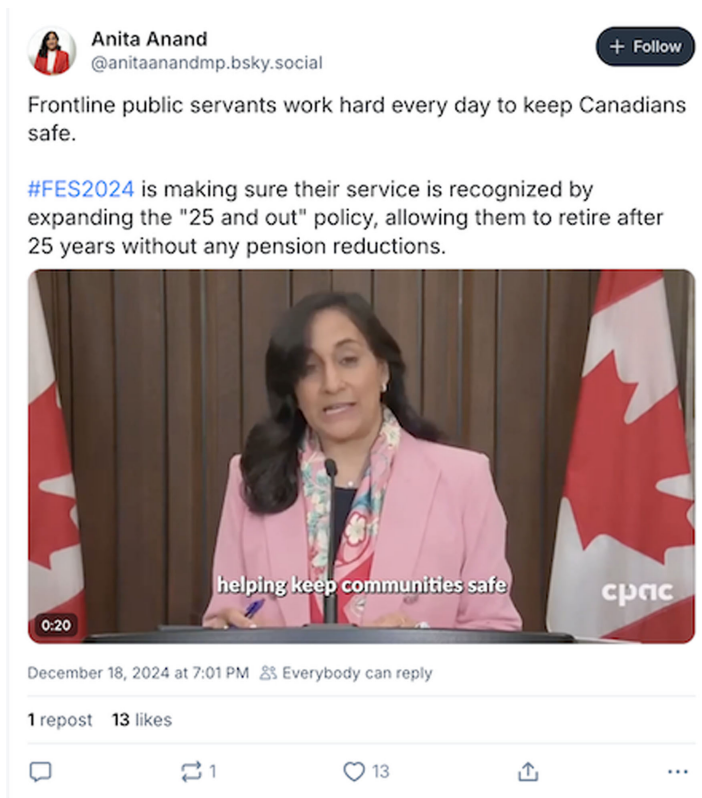 Anita Anand
@anitaanandmp.bsky.social
+ Follow
Frontline public servants work hard every day to keep Canadians
safe.
#FES2024 is making sure their service is recognized by
expanding the "25 and out" policy, allowing them to retire after
25 years without any pension reductions.
helping keep communities safe
cpac
0:20
December 18, 2024 at 7:01 PM Everybody can reply
1 repost 13 likes
1 13